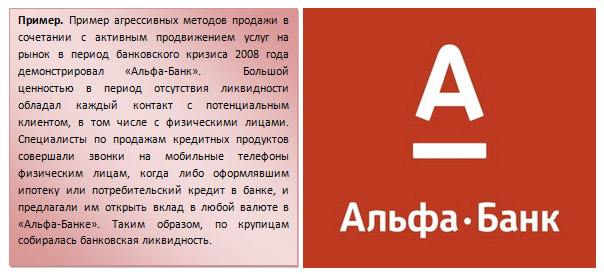 Пример. Пример агрессивных методов продажи в
сочетании с активным продвижением услуг на
рынок в период банковского кризиса 2008 года
демонстрировал «Альфа-Банк». Большой
ценностью в период отсутствия ликвидности
обладал каждый контакт с потенциальным
клиентом, в том числе с физическими лицами.
Специалисты по продажам кредитных продуктов
совершали звонки на мобильные телефоны
физическим лицам, когда либо оформлявшим
ипотеку или потребительский кредит в банке, и
предлагали им открыть вклад в любой валюте в
«Альфа-Банке». Таким образом, по крупицам
собиралась банковская ликвидность.
А
Альфа·Банк